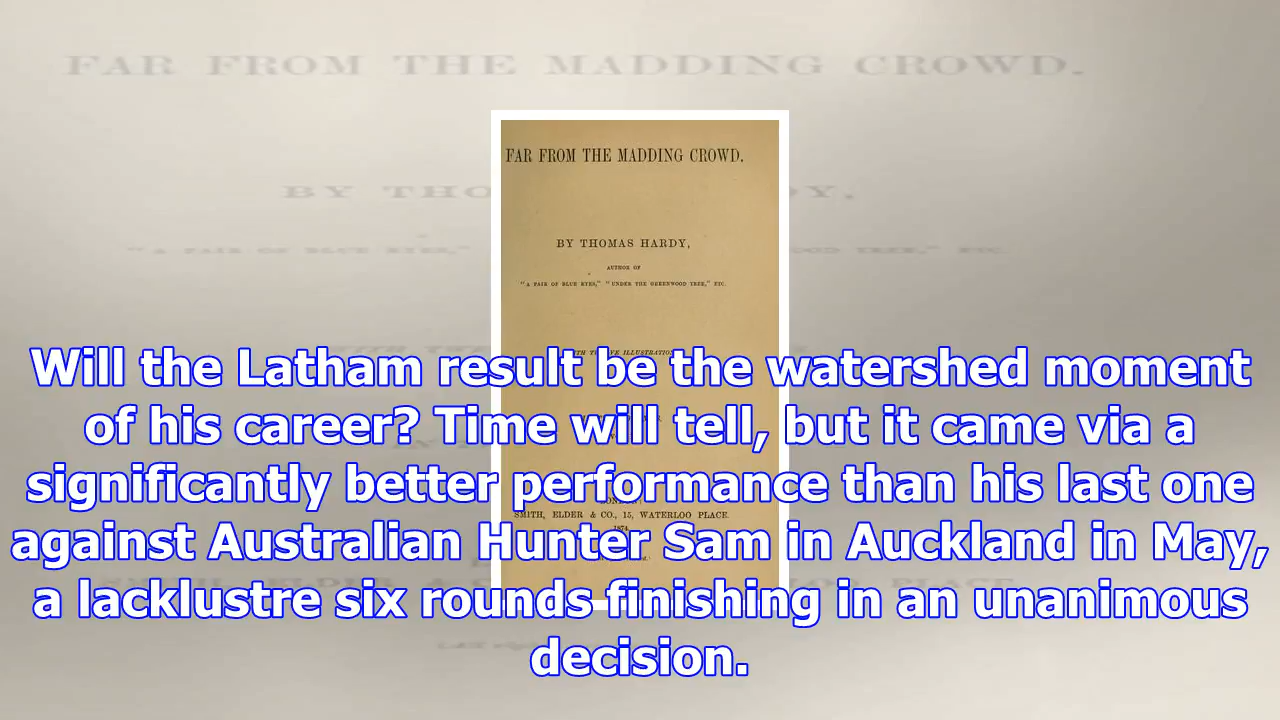 FAR FROM THE MADDING CROWD.
FAR FROM THE MADDING CROWD.
BY THOMAS HARDY,
AUTHOR OF
"A PAIR OF BLUE EYES," "UNDER THE GREENWOOD TREE," ETC.
Will the Latham result be the watershed moment
of his career? Time will tell, but it came via a
significantly better performance than his last one
SMITH, ELDER & CO., 15, WATERLOO PLACE.
1874
against Australian Hunter Sam in Auckland in May,
a lacklustre six rounds finishing in an unanimous
decision.